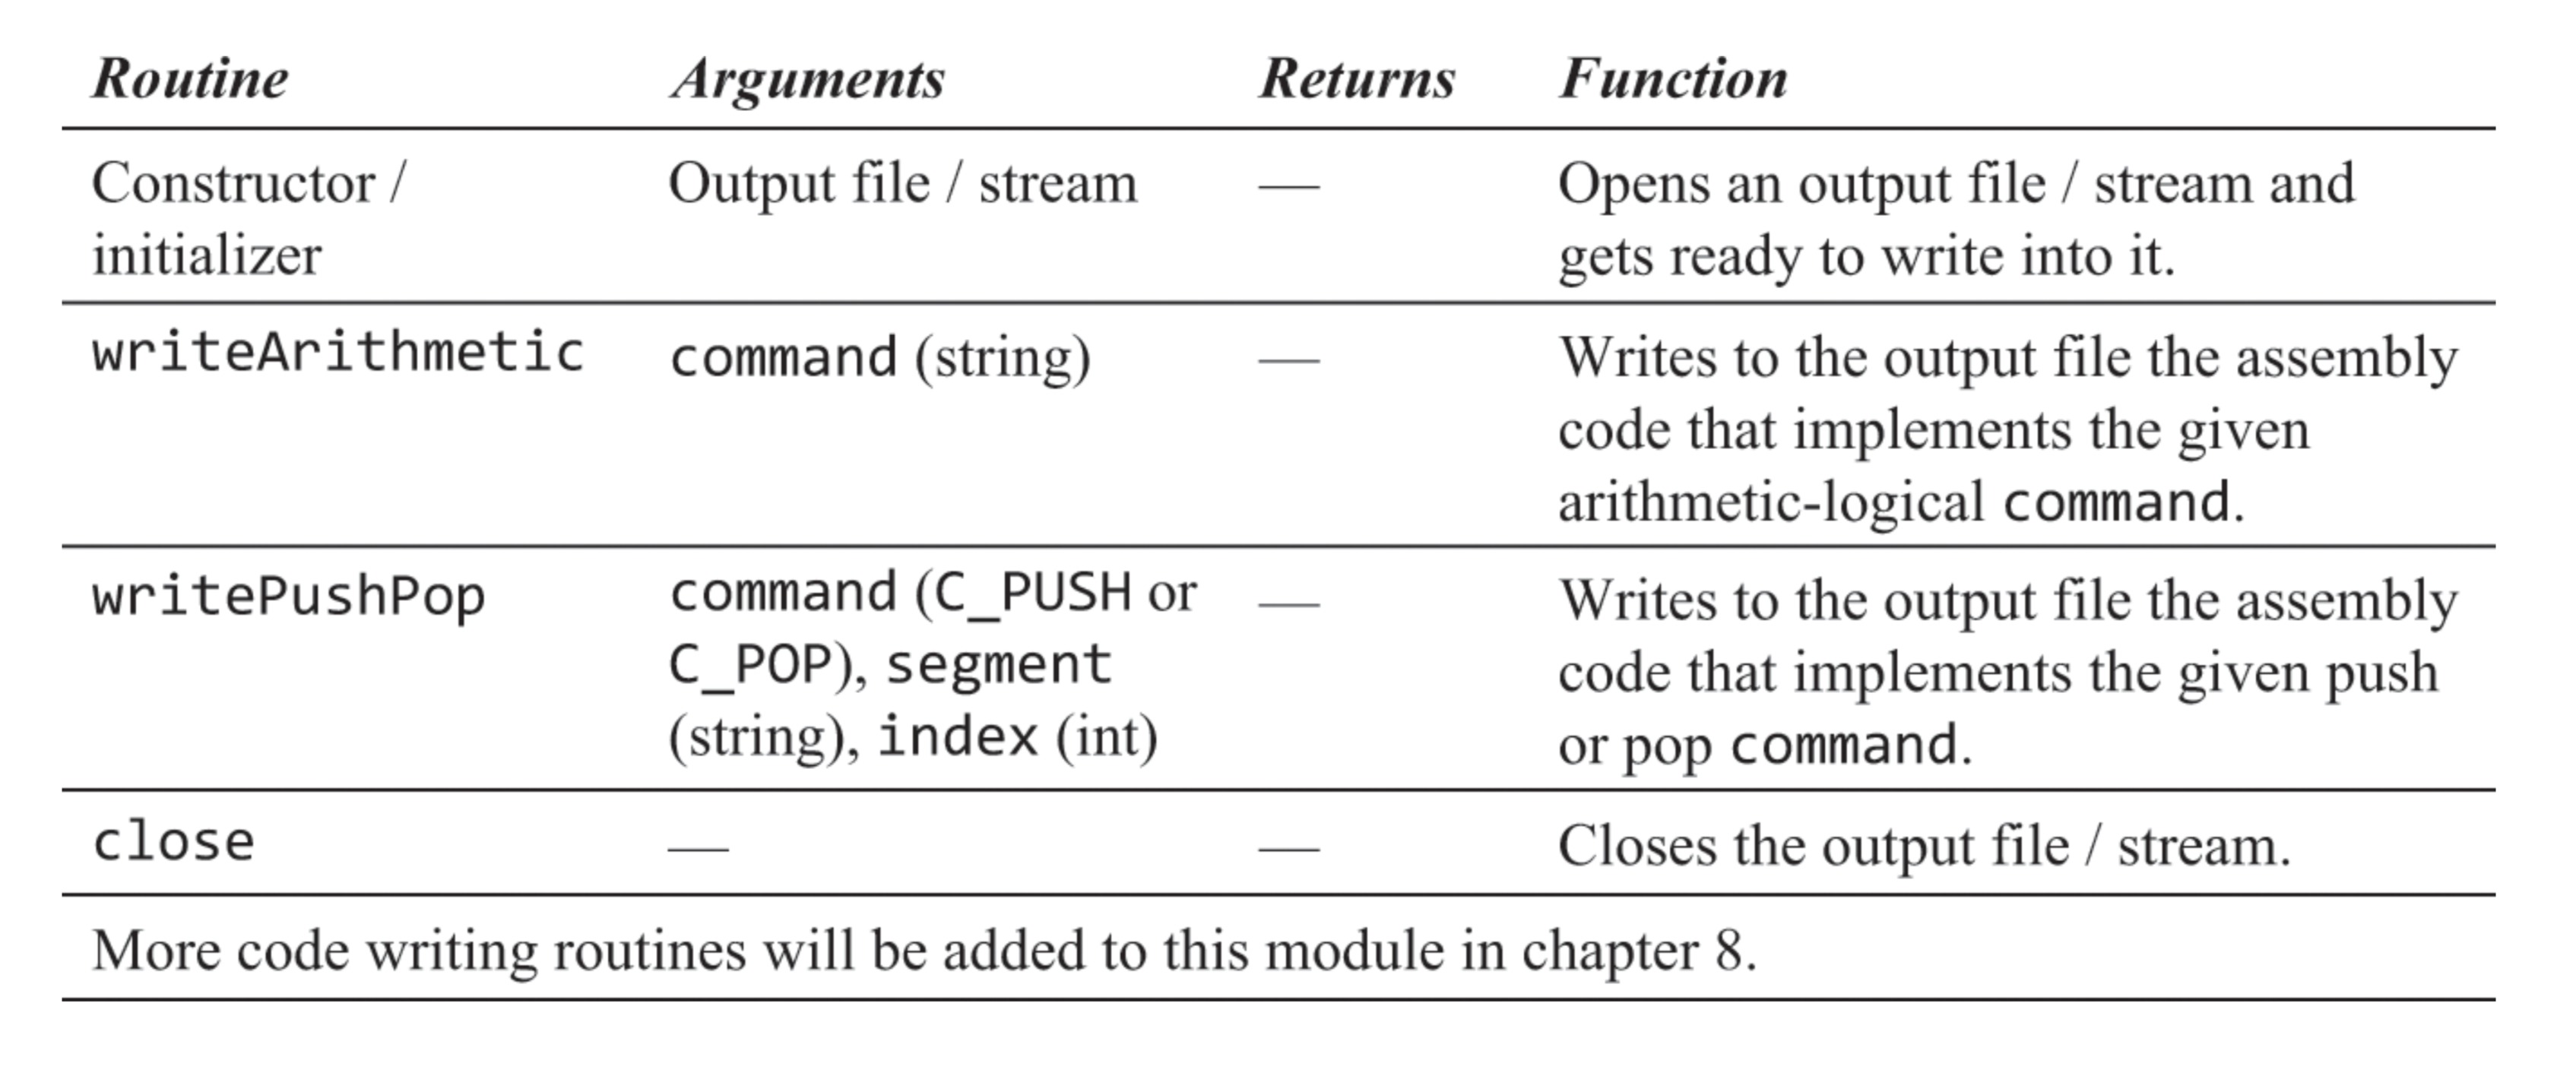 Routine Arguments Returns Function
Constructor / Output file / stream — Opens an output file / stream and
initializer gets ready to write into it.
writeArithmetic command (string) — Writes to the output file the assembly
code that implements the given
arithmetic-logical command.
writePushPop command (C_PUSH or — Writes to the output file the assembly
C_POP), segment code that implements the given push
(string), index (int) or pop command.
close — — Closes the output file / stream.
More code writing routines will be added to this module in chapter 8.